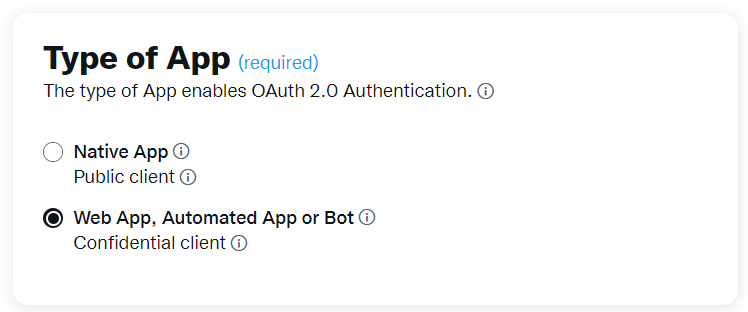 Type of App (required)
The type of App enables OAuth 2.0 Authentication.
Native App
Public client
Web App, Automated App or Bot
Confidential client